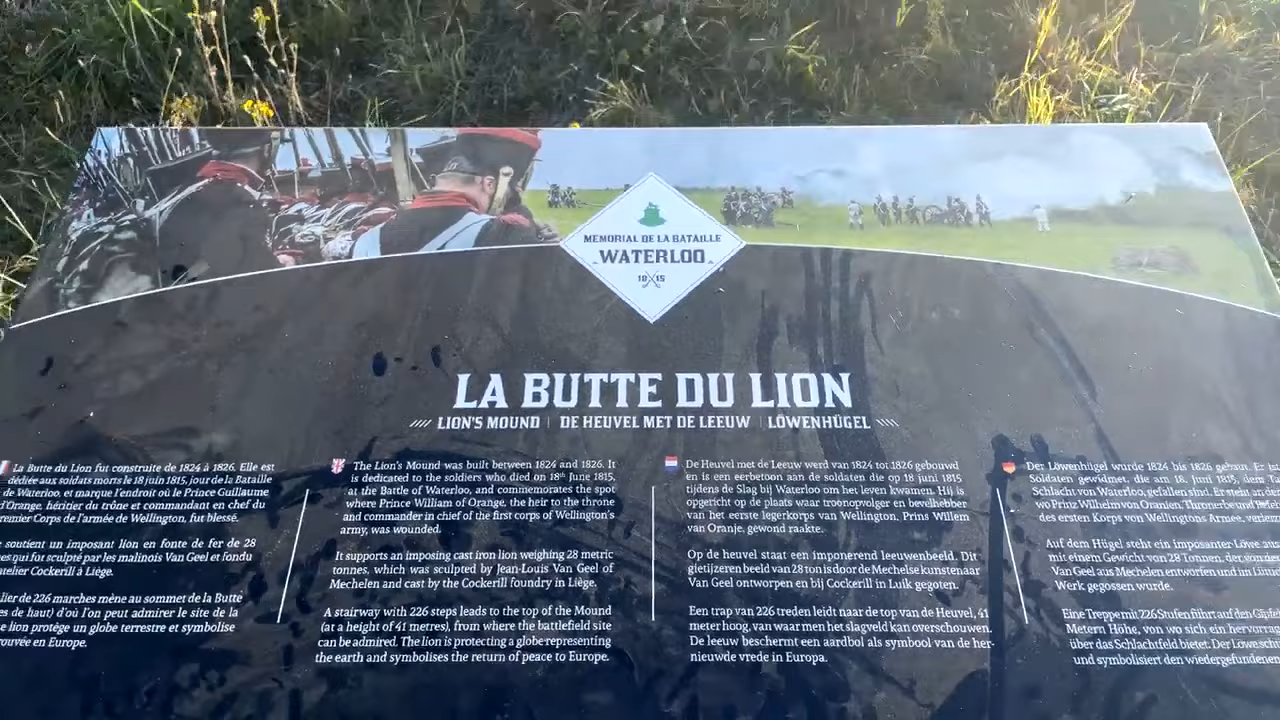 MEMORIAL DE LA BATAILLE
WATERLOO
1815
LA BUTTE DU LION
LION'S MOUND | DE HEUVEL MET DE LEEUW | LÖWENHÜGEL
La Butte du Lion fut construite de 1824 à 1826. Elle est
dédiée aux soldats morts le 18 juin 1815, jour de la Bataille
de Waterloo, et marque l'endroit où le Prince Guillaume
d'Orange, héritier du trône et commandant en chef du
premier Corps de l'armée de Wellington, fut blessé.
soutient un imposant lion en fonte de fer de 28
qui fut sculpté par les malinois Van Geel et fondu
atelier Cockerill à Liège.
de 226 marches mène au sommet de la Butte
de haut) d'où l'on peut admirer le site de la
lion protège un globe terrestre et symbolise
en Europe.
The Lion's Mound was built between 1824 and 1826. It
is dedicated to the soldiers who died on 18th June 1815,
at the Battle of Waterloo, and commemorates the spot
where Prince William of Orange, the heir to the throne
and commander in chief of the first corps of Wellington's
army, was wounded.
It supports an imposing cast iron lion weighing 28 metric
tonnes, which was sculpted by Jean-Louis Van Geel of
Mechelen and cast by the Cockerill foundry in Liège.
A stairway with 226 steps leads to the top of the Mound
(at a height of 41 metres), from where the battlefield site
can be admired. The lion is protecting a globe representing
the earth and symbolises the return of peace to Europe.
De Heuvel met de Leeuw werd van 1824 tot 1826 gebouwd
en is een eerbetoon aan de soldaten die op 18 juni 1815
tijdens de Slag bij Waterloo om het leven kwamen. Hij is
opgericht op de plaats waar troonopvolger en bevelhebber
van het eerste legerkorps van Wellington, Prins Willem
van Oranje, gewond raakte.
Op de heuvel staat een imponerend leeuwenbeeld. Dit
gietijzeren beeld van 28 ton is door de Mechelse kunstenaar
Van Geel ontworpen en bij Cockerill in Luik gegoten.
Een trap van 226 treden leidt naar de top van de Heuvel, 41
meter hoog, van waar men het slagveld kan overschouwen.
De leeuw beschermt een aardbol als symbool van de her-
nieuwde vrede in Europa.
Der Löwenhügel wurde 1824 bis 1826 gebaut. Er ist
Soldaten gewidmet, die am 18. Juni 1815, dem
Schlacht von Waterloo, gefallen sind. Er steht an
wo Prinz Wilhelm von Oranien, Thronerbe und
des ersten Korps von Wellingtons Armee,
Auf dem Hügel steht ein imposanter Löwe aus
mit einem Gewicht von 28 Tonnen, der von
Van Geel aus Mechelen entworfen und im
Werk gegossen wurde.
Eine Treppe mit 226 Stufen führt auf den
Metern Höhe, von wo sich ein
über das Schlachtfeld bietet. Der Löwe
und symbolisiert den